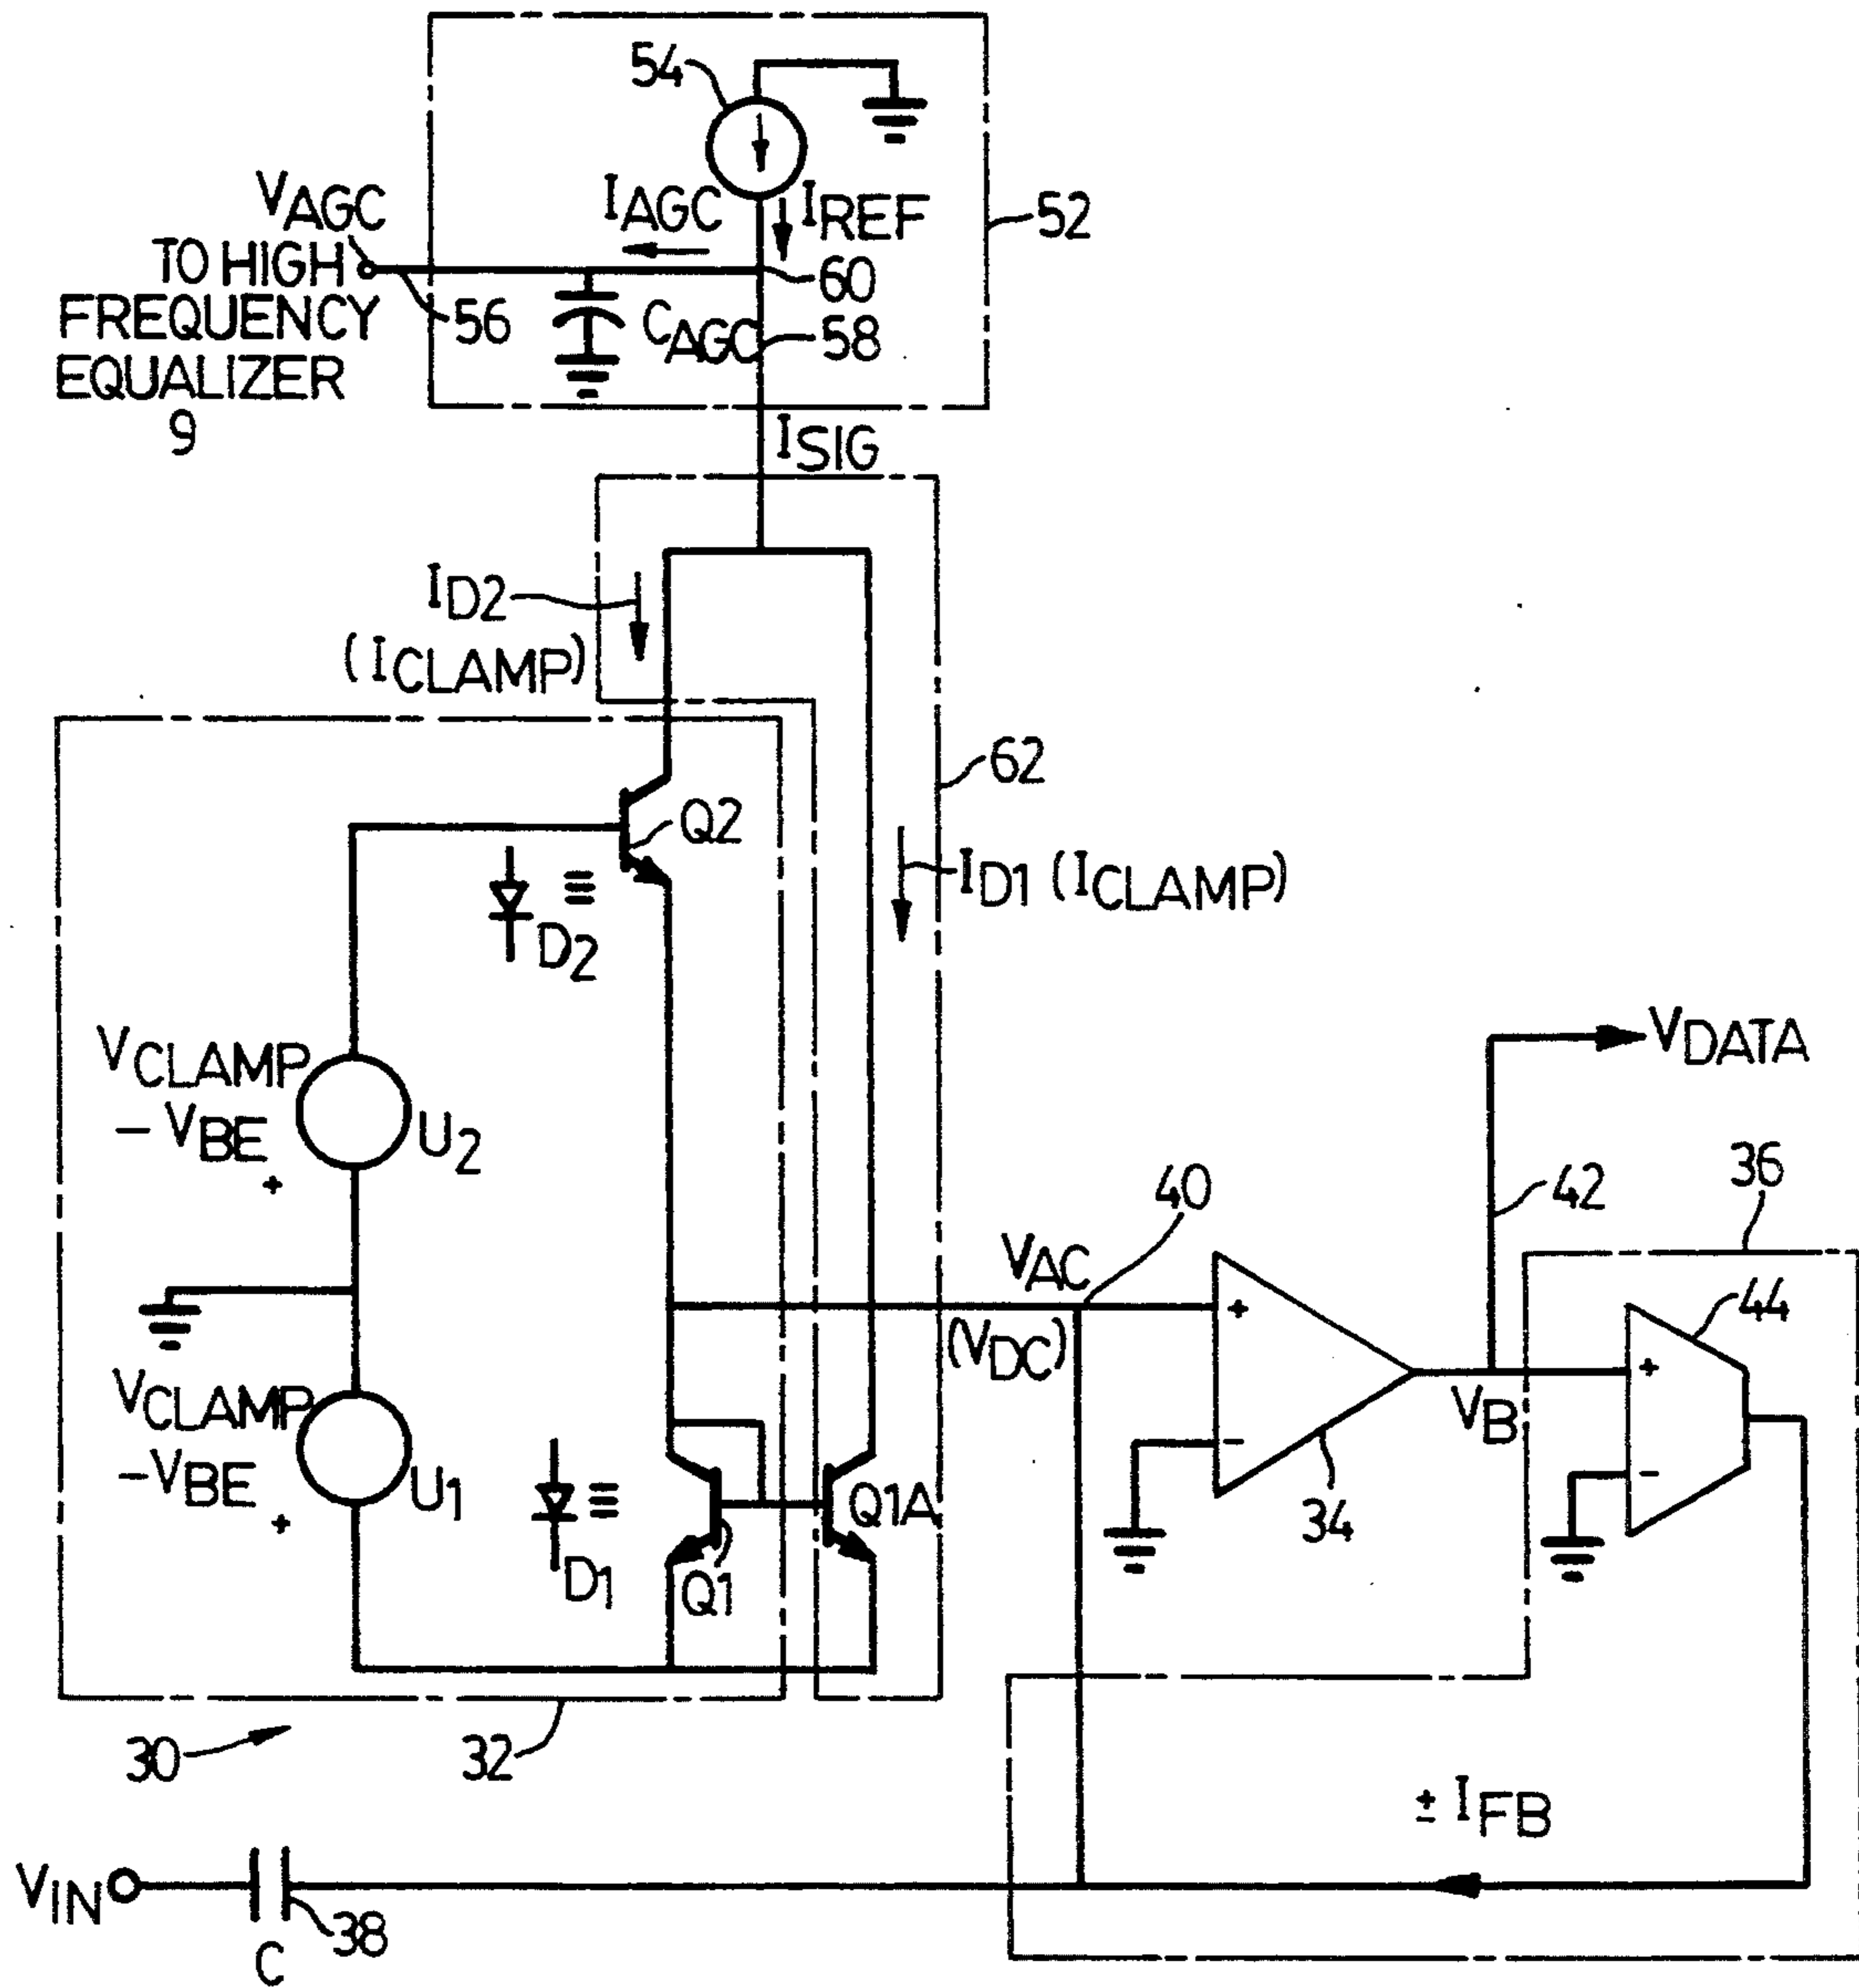 54
VAGC
IAGC
IREF
52
TO HIGH
FREQUENCY
EQUALIZER
9
56
CAGC
60
58
ISIG
ID2
(ICLAMP)
62
Q2
ID1 (ICLAMP)
D2
VCLAMP
-VBE
+
U2
VDATA
42
36
40
VAC
(VDC)
+
-
34
VB
44
+
-
VCLAMP
-VBE
+
U1
D1
Q1
Q1A
30
32
± IFB
VIN
C
38